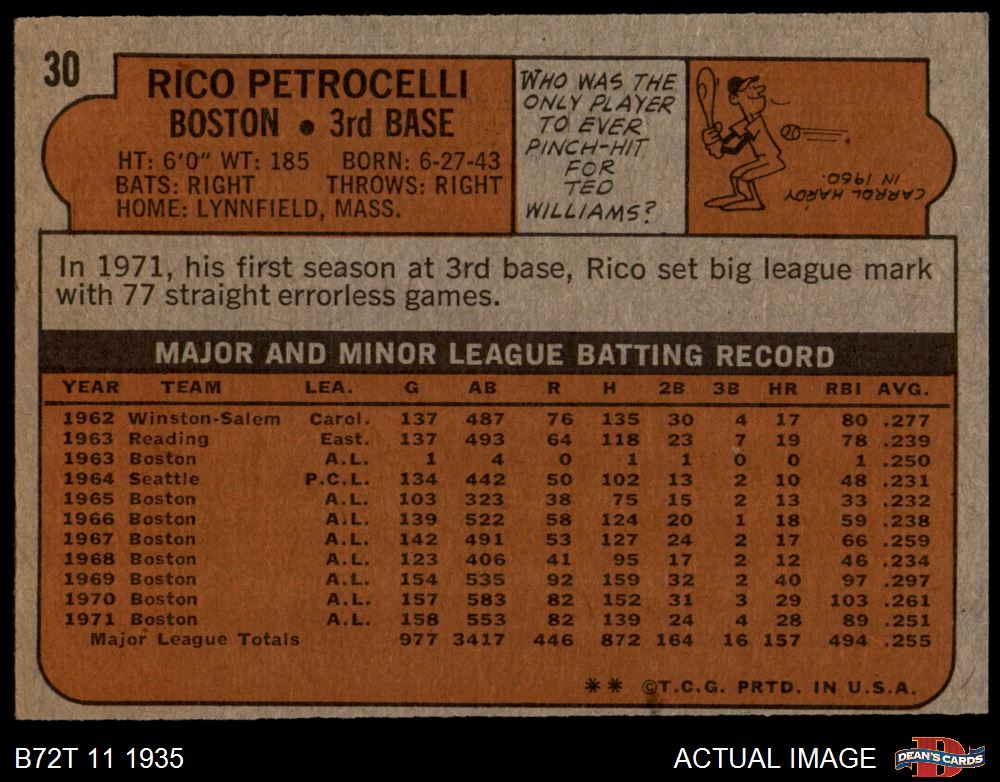 30
RICO PETROCELLI
BOSTON • 3rd BASE
HT: 6'0" WT: 185 BORN: 6-27-43
BATS: RIGHT THROWS: RIGHT
HOME: LYNNFIELD, MASS.
WHO WAS THE
ONLY PLAYER
TO EVER
PINCH-HIT
FOR
TED
WILLIAMS?
CARROL HARDY
IN 1960.
In 1971, his first season at 3rd base, Rico set big league mark
with 77 straight errorless games.
MAJOR AND MINOR LEAGUE BATTING RECORD
YEAR TEAM LEA. G AB R H 2B 3B HR RBI AVG.
1962 Winston-Salem Carol. 137 487 76 135 30 4 17 80 .277
1963 Reading East. 137 493 64 118 23 7 19 78 .239
1963 Boston A.L. 1 4 0 1 1 0 0 1 .250
1964 Seattle P.C.L. 134 442 50 102 13 2 10 48 .231
1965 Boston A.L. 103 323 38 75 15 2 13 33 .232
1966 Boston A.L. 139 522 58 124 20 1 18 59 .238
1967 Boston A.L. 142 491 53 127 24 2 17 66 .259
1968 Boston A.L. 123 406 41 95 17 2 12 46 .234
1969 Boston A.L. 154 535 92 159 32 2 40 97 .297
1970 Boston A.L. 157 583 82 152 31 3 29 103 .261
1971 Boston A.L. 158 553 82 139 24 4 28 89 .251
Major League Totals 977 3417 446 872 164 16 157 494 .255
** ©T.C.G. PRTD. IN U.S.A.
B72T 11 1935
ACTUAL IMAGE
D
DEAN'S CARDS